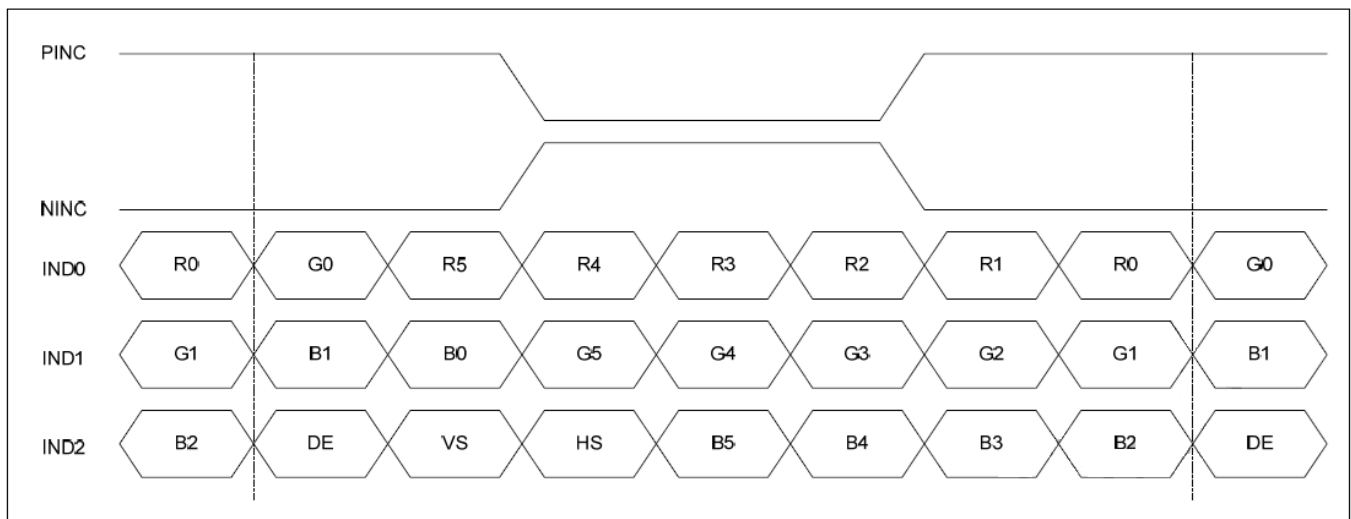 PINC
NINC
IND0 R0 G0 R5 R4 R3 R2 R1 R0 G0
IND1 G1 B1 B0 G5 G4 G3 G2 G1 B1
IND2 B2 DE VS HS B5 B4 B3 B2 DE